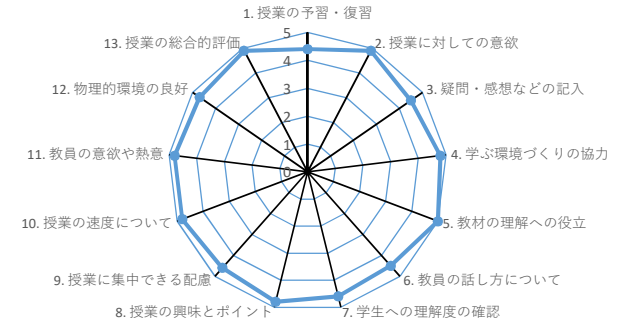 1. 授業の予習・復習
2. 授業に対しての意欲
3. 疑問・感想などの記入
4. 学ぶ環境づくりの協力
5. 教材の理解への役立
6. 教員の話し方について
7. 学生への理解度の確認
8. 授業の興味とポイント
9. 授業に集中できる配慮
10. 授業の速度について
11. 教員の意欲や熱意
12. 物理的環境の良好
13. 授業の総合的評価
5
4
3
2
1
0